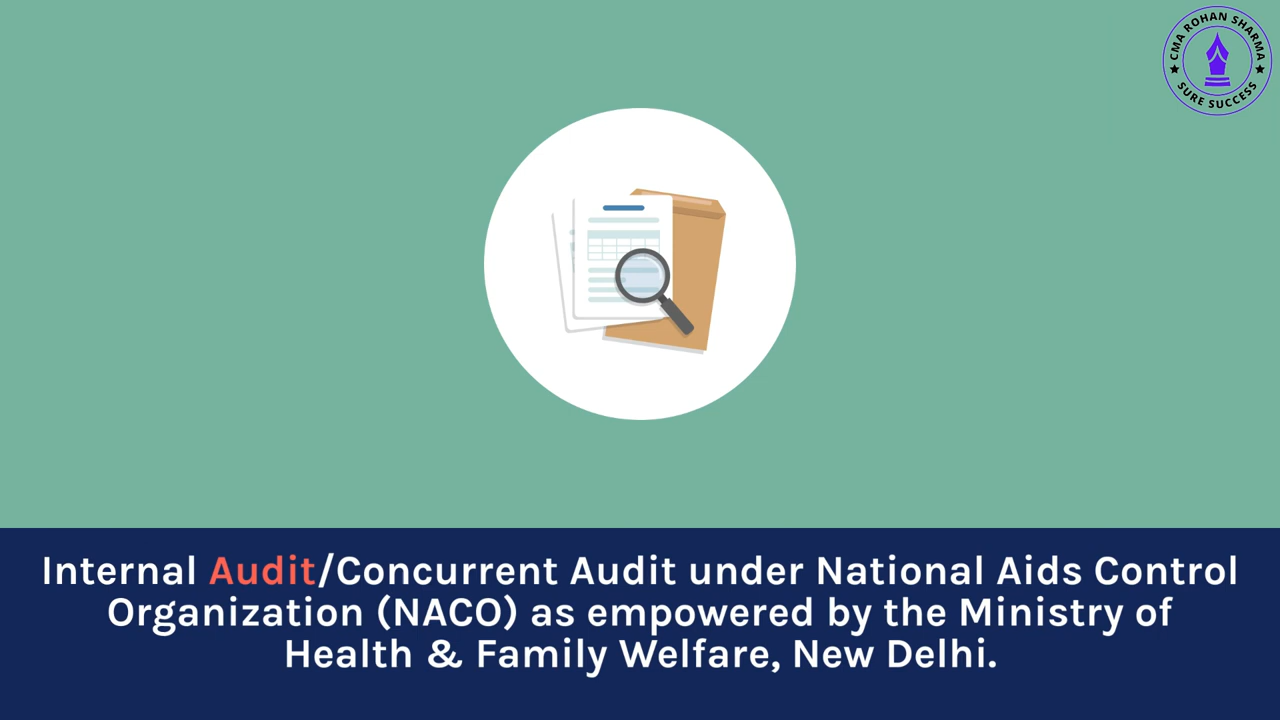 CMA ROHAN SHARMA
SURE SUCCESS
Internal Audit/Concurrent Audit under National Aids Control
Organization (NACO) as empowered by the Ministry of
Health & Family Welfare, New Delhi.